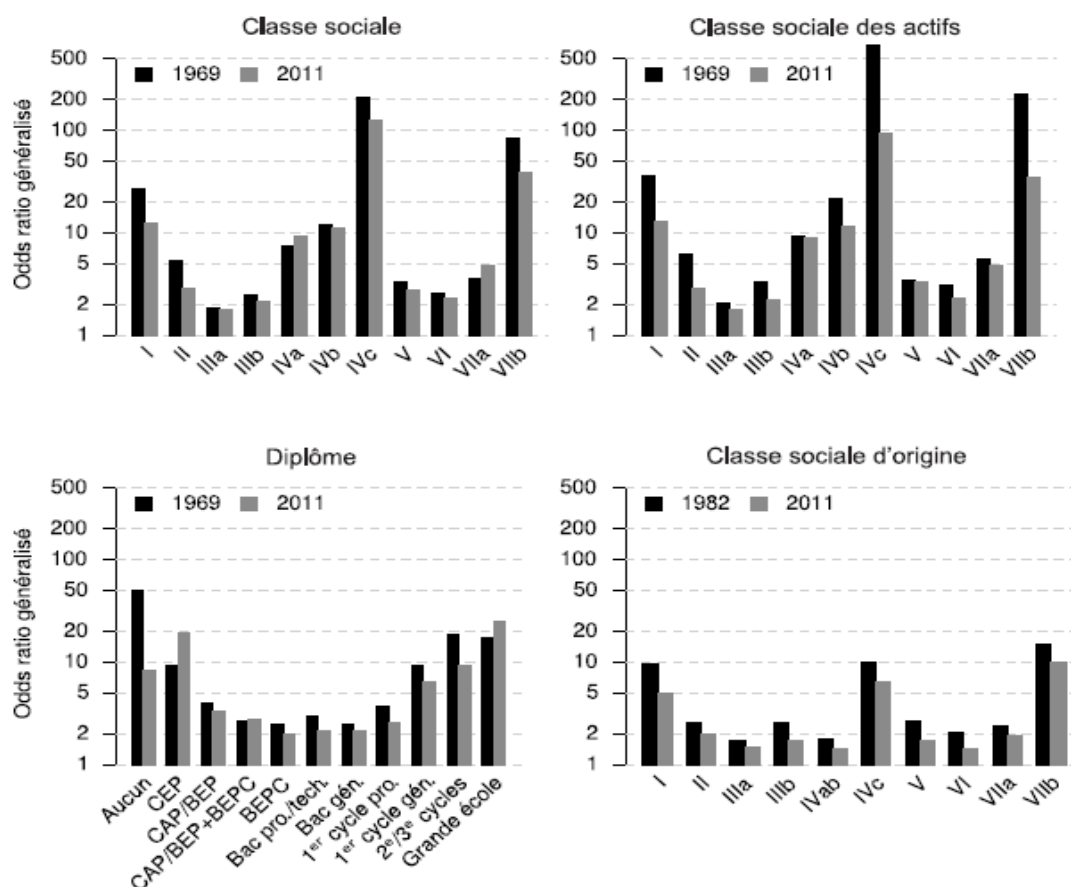 Classe sociale
Odds ratio généralisé
1969 2011
500
200
100
50
20
10
5
2
1
I II IIIa IIIb IVa IVb IVc V VI VIIa VIIb
Classe sociale des actifs
1969 2011
500
200
100
50
20
10
5
2
1
I II IIIa IIIb IVa IVb IVc V VI VIIa VIIb
Diplôme
Odds ratio généralisé
1969 2011
500
200
100
50
20
10
5
2
1
Aucun
CEP
CAP/BEP
CAP/BEP+BEPC
BEPC
Bac pro./tech.
Bac gén.
1er cycle pro.
1er cycle gén.
2e/3e cycles
Grande école
Classe sociale d'origine
1982 2011
500
200
100
50
20
10
5
2
1
I II IIIa IIIb IVab IVc V VI VIIa VIIb